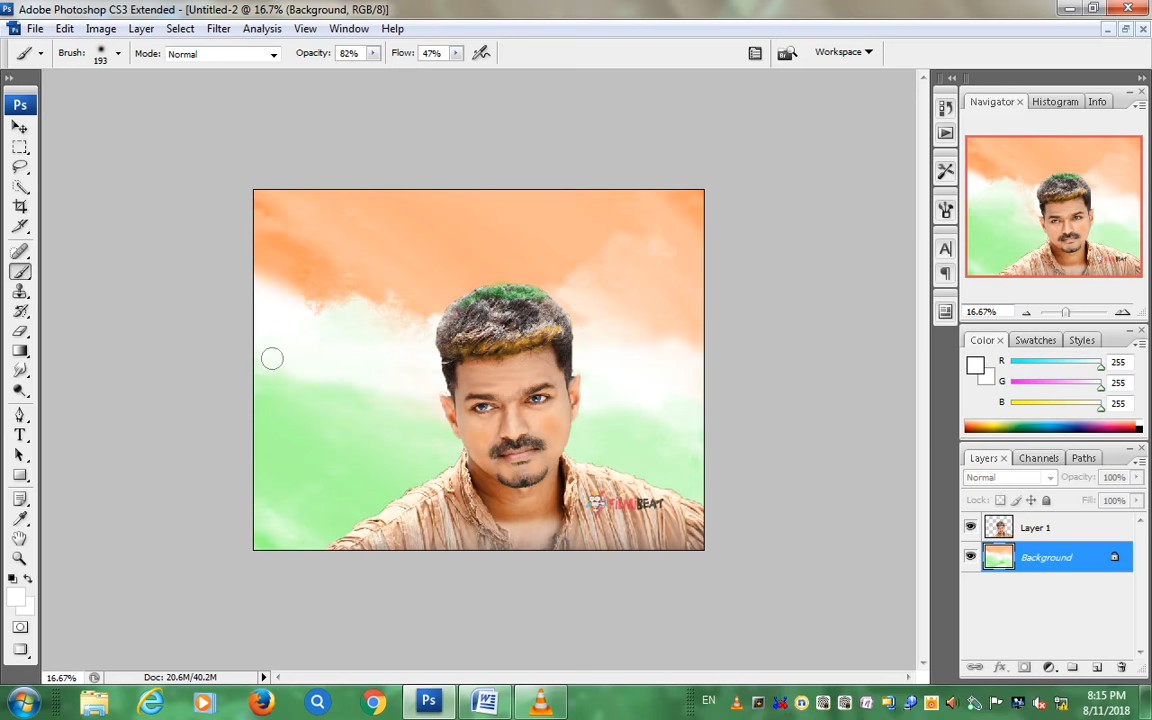 Adobe Photoshop CS3 Extended - [Untitled-2 @ 16.7% (Background, RGB/8)]
File Edit Image Layer Select Filter Analysis View Window Help
Brush: 193 Mode: Normal Opacity: 82% Flow: 47% Workspace
Ps
Navigator × Histogram Info
16.67%
Color × Swatches Styles
R 255
G 255
B 255
Layers × Channels Paths
Normal Opacity: 100%
Lock: Fill: 100%
Layer 1
Background
FILMIBEAT
T
A
16.67% Doc: 20.6M/40.2M
Ps W EN 8:15 PM
8/11/2018